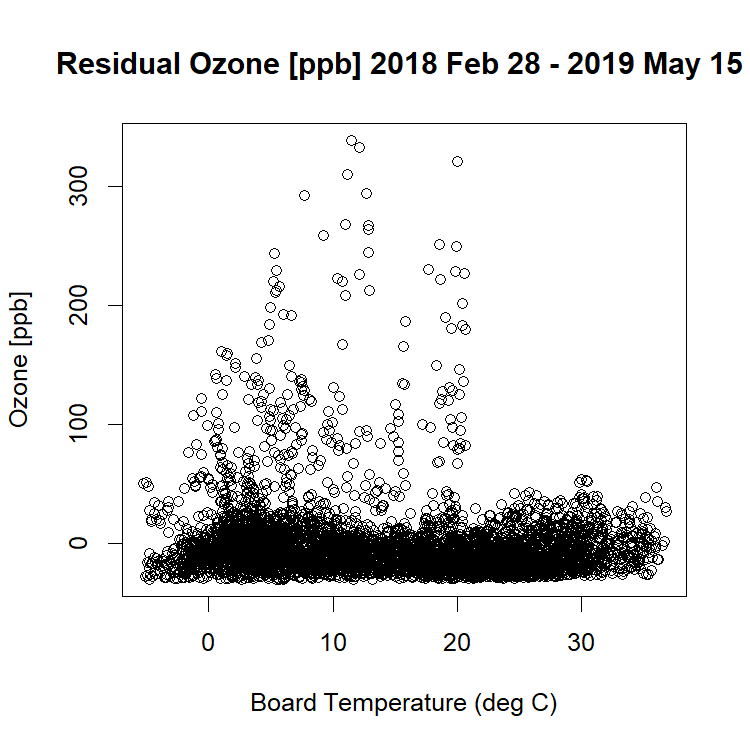 Residual Ozone [ppb] 2018 Feb 28 - 2019 May 15
300
200
100
0
Ozone [ppb]
0 10 20 30
Board Temperature (deg C)